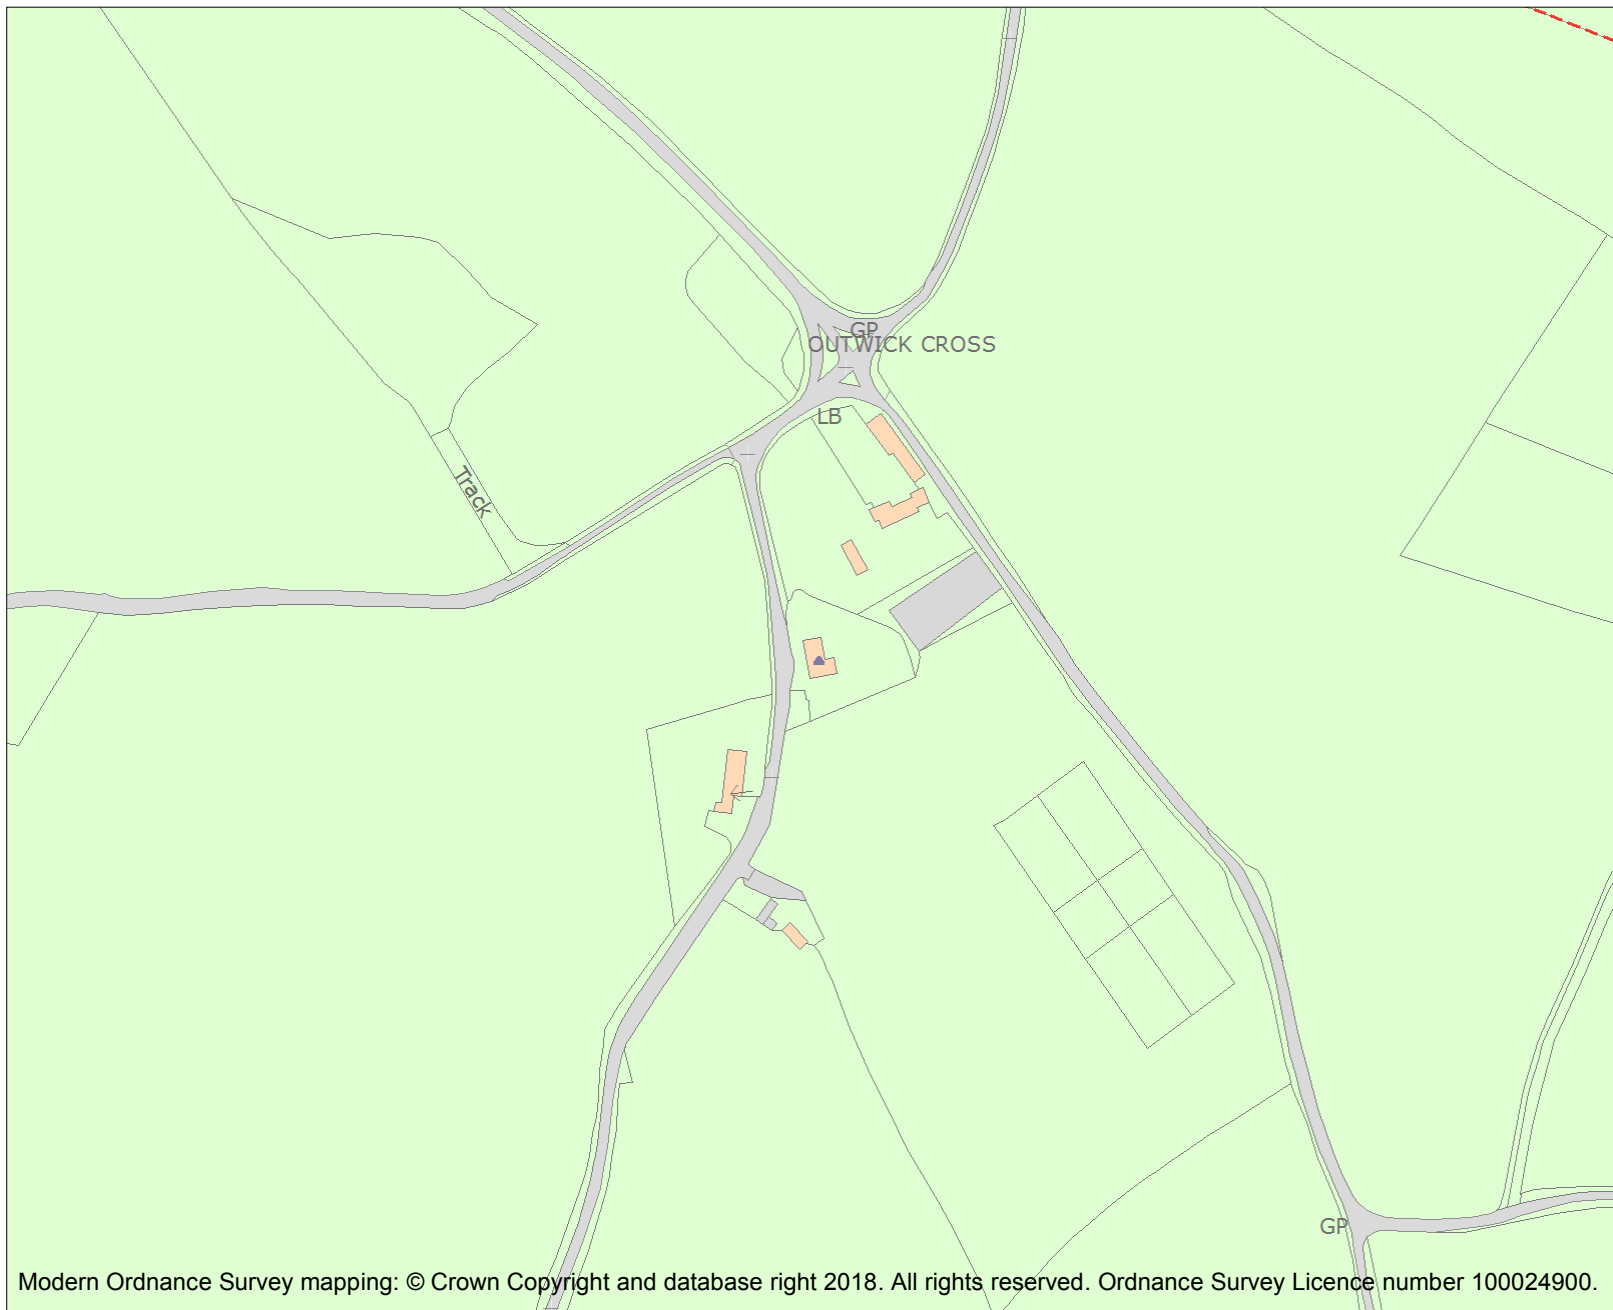 GP
OUTWICK CROSS
LB
Track
GP
Modern Ordnance Survey mapping: © Crown Copyright and database right 2018. All rights reserved. Ordnance Survey Licence number 100024900.